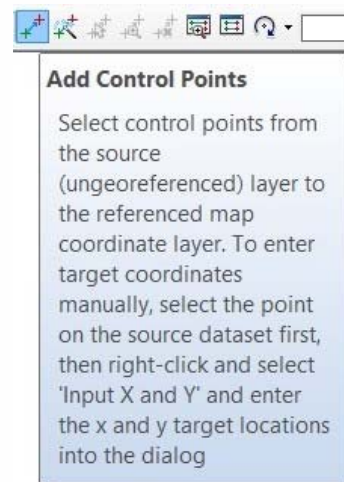 Add Control Points
Select control points from
the source
(ungeoreferenced) layer to
the referenced map
coordinate layer. To enter
target coordinates
manually, select the point
on the source dataset first,
then right-click and select
'Input X and Y' and enter
the x and y target locations
into the dialog